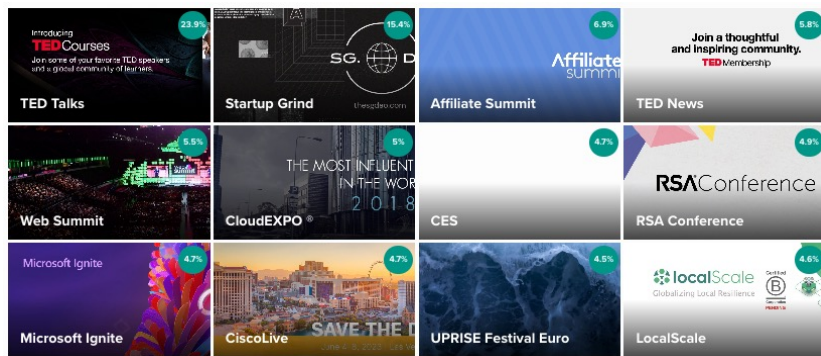 23.9%
Introducing
TEDCourses
Join some of your favorite TED speakers
and a global community of learners.
TED Talks
15.4%
SG. D
thesgdao.com
Startup Grind
6.9%
Affiliate
summi
Affiliate Summit
5.8%
Join a thoughtful
and inspiring community.
TED Membership
TED News
5.5%
summit
Web Summit
5%
THE MOST INFLUENT
IN THE WOR
2018
CloudEXPO ®
4.7%
CES
4.9%
RSA Conference
RSA Conference
4.7%
Microsoft Ignite
Microsoft Ignite
4.7%
SAVE THE D
CiscoLive
4.5%
UPRISE Festival Euro
4.6%
localScale
Globalizing Local Resilience
Certified
B
Corporation
LocalScale